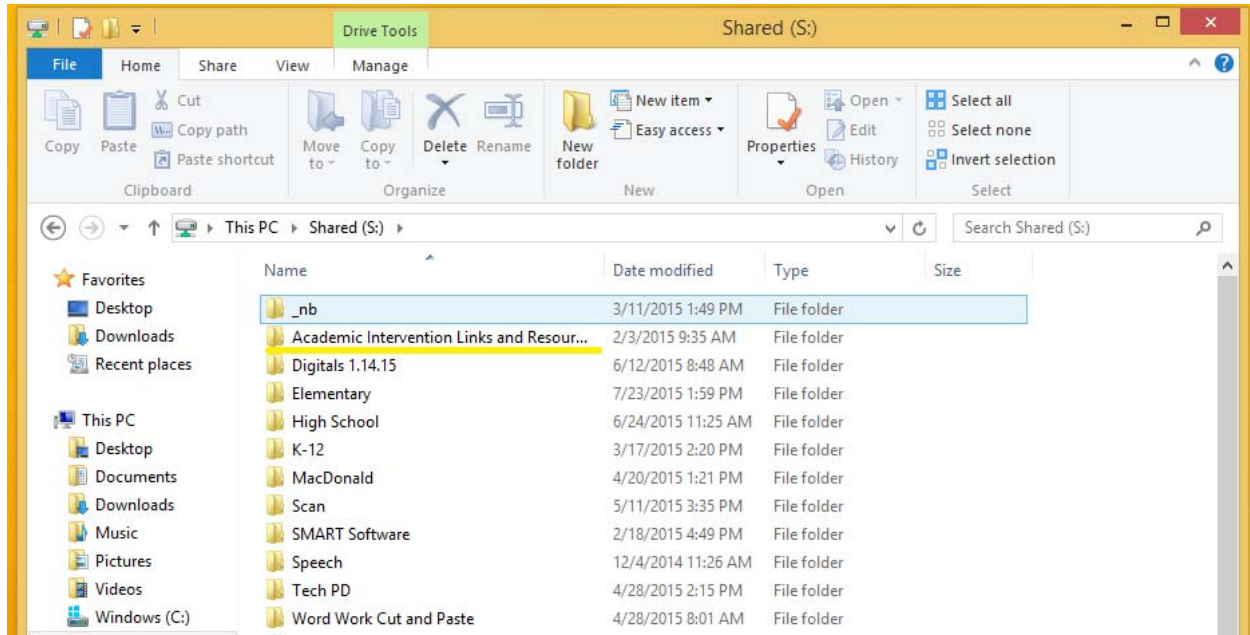 Drive Tools
Shared (S:)
File Home Share View Manage
Copy
Paste
Cut
Copy path
Paste shortcut
Clipboard
Move to
Copy to
Delete
Rename
Organize
New folder
New item
Easy access
New
Properties
Open
Edit
History
Open
Select all
Select none
Invert selection
Select
This PC Shared (S:)
Search Shared (S:)
Favorites
Desktop
Downloads
Recent places
This PC
Desktop
Documents
Downloads
Music
Pictures
Videos
Windows (C:)
Name Date modified Type Size
_nb 3/11/2015 1:49 PM File folder
Academic Intervention Links and Resour... 2/3/2015 9:35 AM File folder
Digitals 1.14.15 6/12/2015 8:48 AM File folder
Elementary 7/23/2015 1:59 PM File folder
High School 6/24/2015 11:25 AM File folder
K-12 3/17/2015 2:20 PM File folder
MacDonald 4/20/2015 1:21 PM File folder
Scan 5/11/2015 3:35 PM File folder
SMART Software 2/18/2015 4:49 PM File folder
Speech 12/4/2014 11:26 AM File folder
Tech PD 4/28/2015 2:15 PM File folder
Word Work Cut and Paste 4/28/2015 8:01 AM File folder